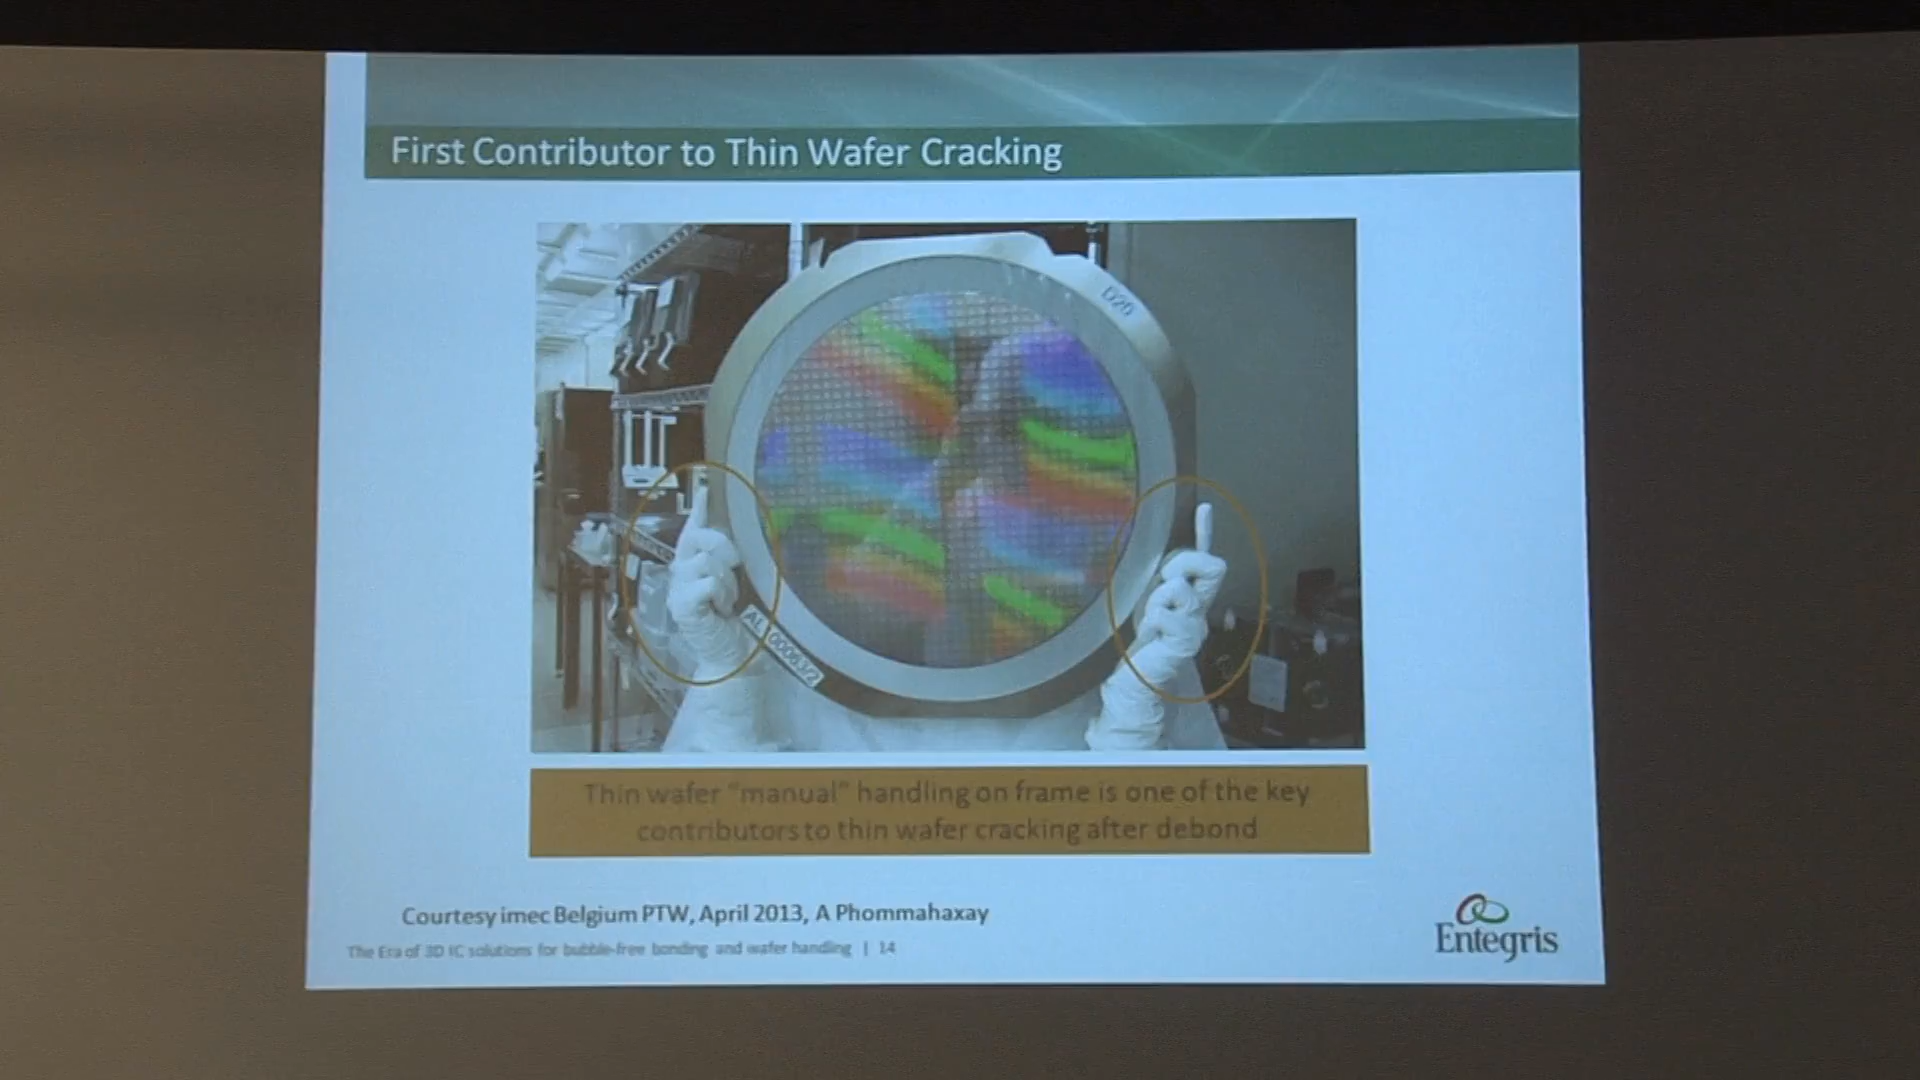 First Contributor to Thin Wafer Cracking
D20
AL 000632
Thin wafer "manual" handling on frame is one of the key
contributors to thin wafer cracking after debond
Courtesy imec Belgium PTW, April 2013, A Phommahaxay
The Era of 3D IC solutions for bubble-free bonding and wafer handling | 14
Entegris